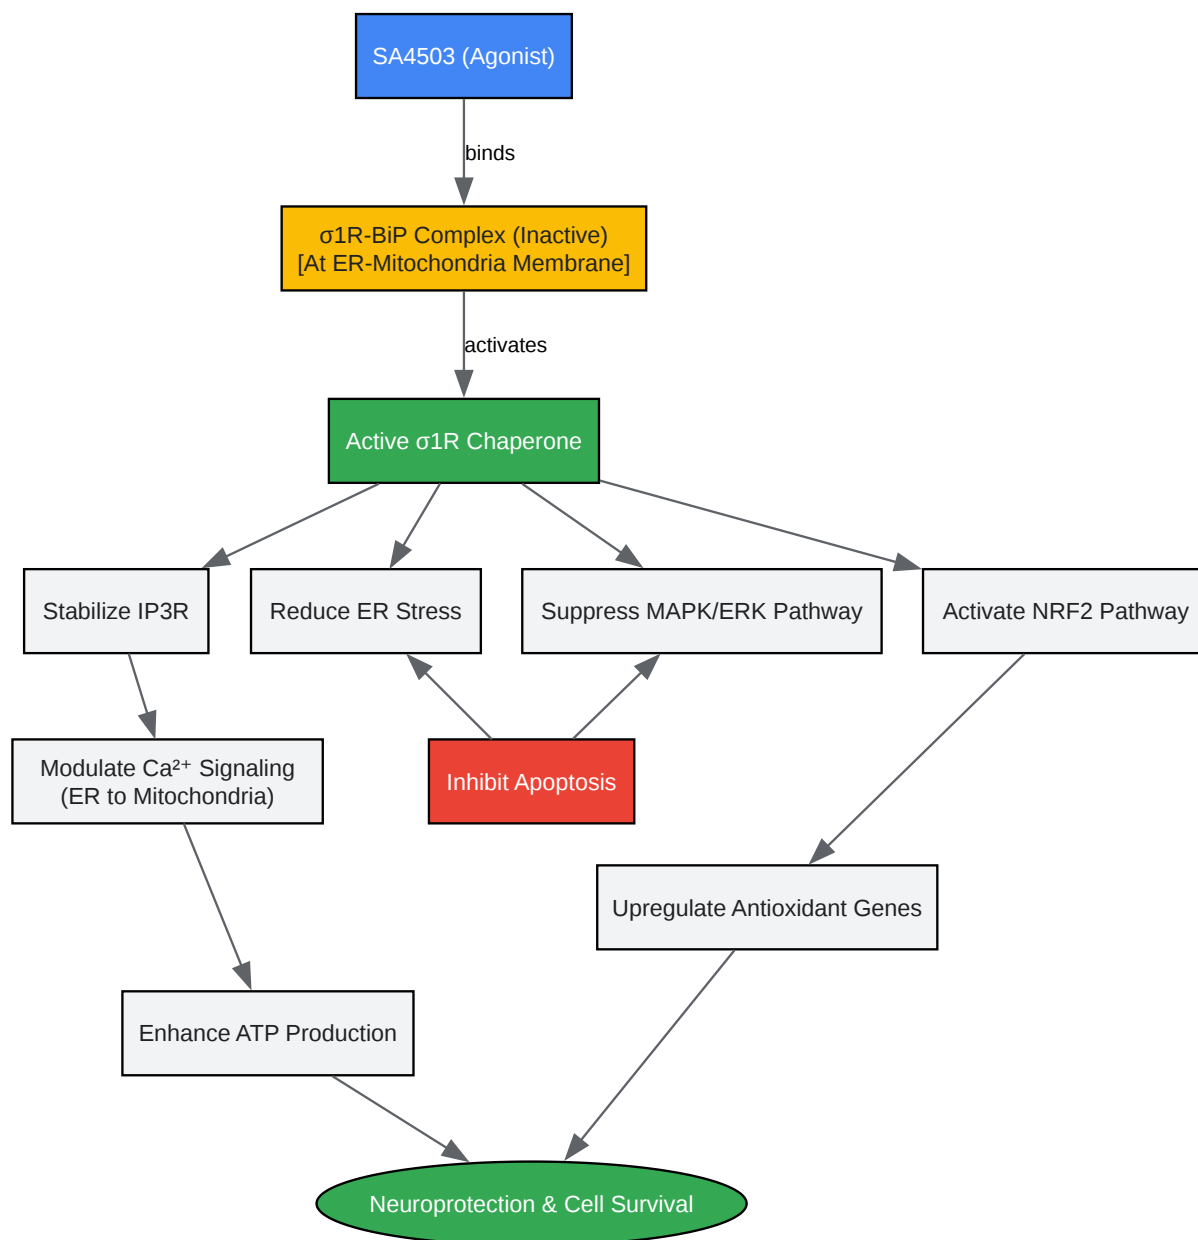 SA4503 (Agonist)
binds
σ1R-BiP Complex (Inactive)
[At ER-Mitochondria Membrane]
activates
Active σ1R Chaperone
Stabilize IP3R
Reduce ER Stress
Suppress MAPK/ERK Pathway
Activate NRF2 Pathway
Modulate Ca²⁺ Signaling
(ER to Mitochondria)
Inhibit Apoptosis
Upregulate Antioxidant Genes
Enhance ATP Production
Neuroprotection & Cell Survival